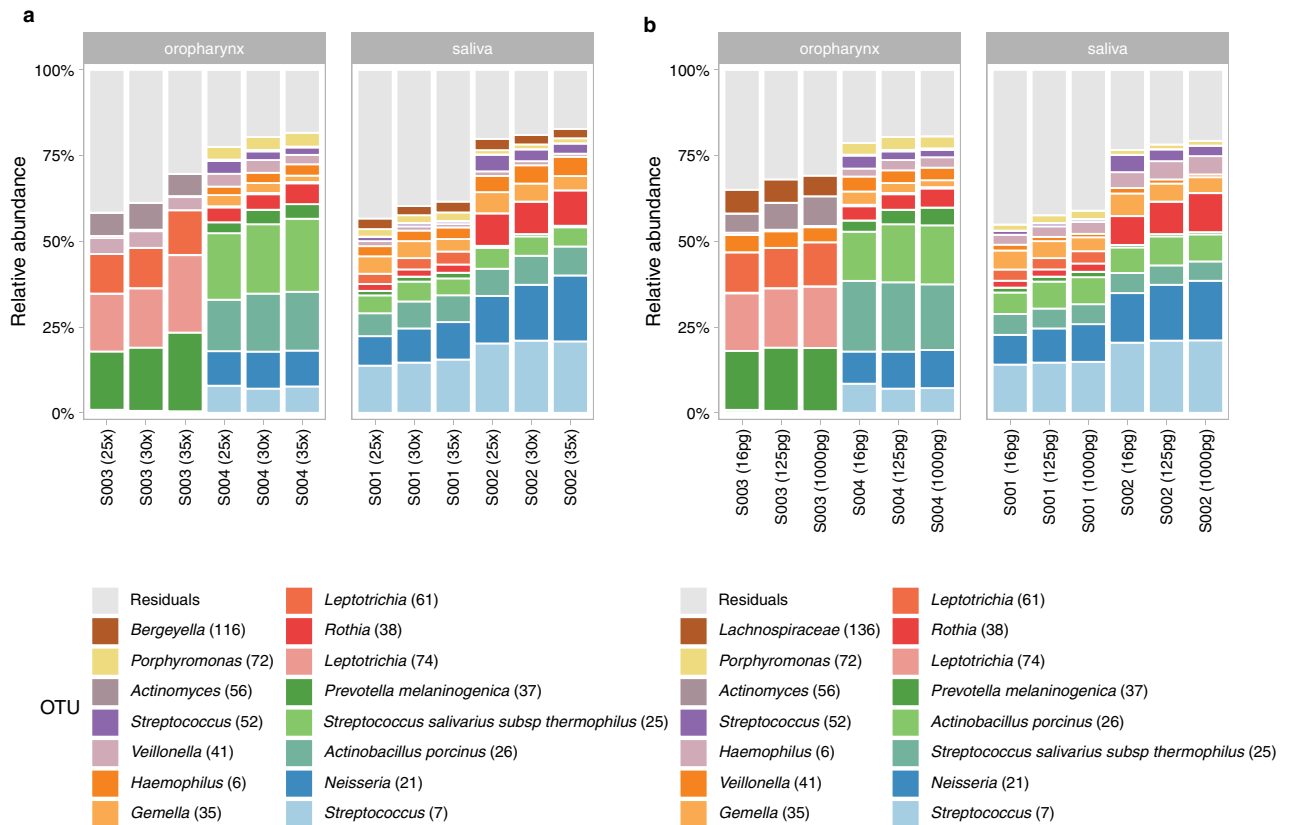 a
oropharynx
saliva
100%
75%
50%
25%
0%
Relative abundance
S003 (25x)
S003 (30x)
S003 (35x)
S004 (25x)
S004 (30x)
S004 (35x)
S001 (25x)
S001 (30x)
S001 (35x)
S002 (25x)
S002 (30x)
S002 (35x)
b
oropharynx
saliva
100%
75%
50%
25%
0%
Relative abundance
S003 (16pg)
S003 (125pg)
S003 (1000pg)
S004 (16pg)
S004 (125pg)
S004 (1000pg)
S001 (16pg)
S001 (125pg)
S001 (1000pg)
S002 (16pg)
S002 (125pg)
S002 (1000pg)
OTU
Residuals
Bergeyella (116)
Porphyromonas (72)
Actinomyces (56)
Streptococcus (52)
Veillonella (41)
Haemophilus (6)
Gemella (35)
Leptotrichia (61)
Rothia (38)
Leptotrichia (74)
Prevotella melaninogenica (37)
Streptococcus salivarius subsp thermophilus (25)
Actinobacillus porcinus (26)
Neisseria (21)
Streptococcus (7)
Residuals
Lachnospiraceae (136)
Porphyromonas (72)
Actinomyces (56)
Streptococcus (52)
Haemophilus (6)
Veillonella (41)
Gemella (35)
Leptotrichia (61)
Rothia (38)
Leptotrichia (74)
Prevotella melaninogenica (37)
Actinobacillus porcinus (26)
Streptococcus salivarius subsp thermophilus (25)
Neisseria (21)
Streptococcus (7)